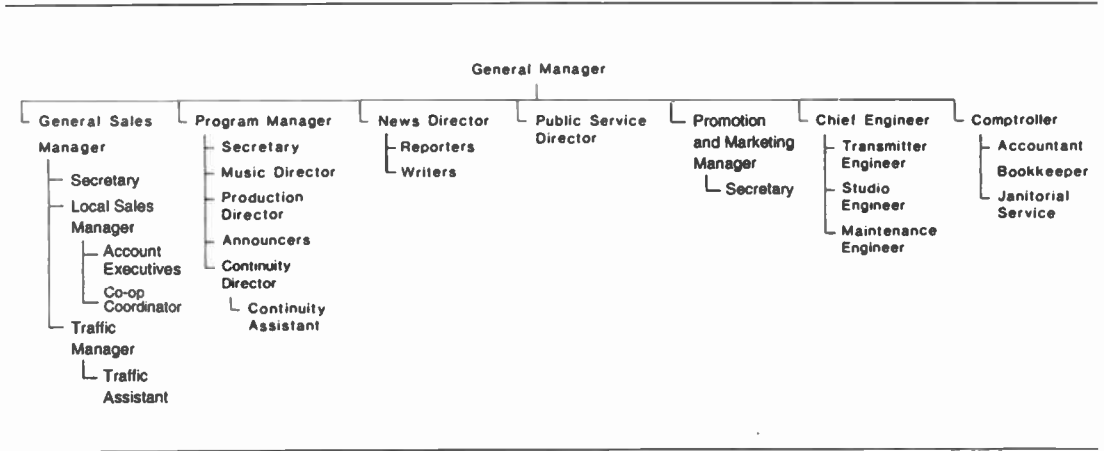 General Manager
General Sales
Manager
Secretary
Local Sales
Manager
Account
Executives
Co-op
Coordinator
Traffic
Manager
Traffic
Assistant
Program Manager
Secretary
Music Director
Production
Director
Announcers
Continuity
Director
Continuity
Assistant
News Director
Reporters
Writers
Public Service
Director
Promotion
and Marketing
Manager
Secretary
Chief Engineer
Transmitter
Engineer
Studio
Engineer
Maintenance
Engineer
Comptroller
Accountant
Bookkeeper
Janitorial
Service